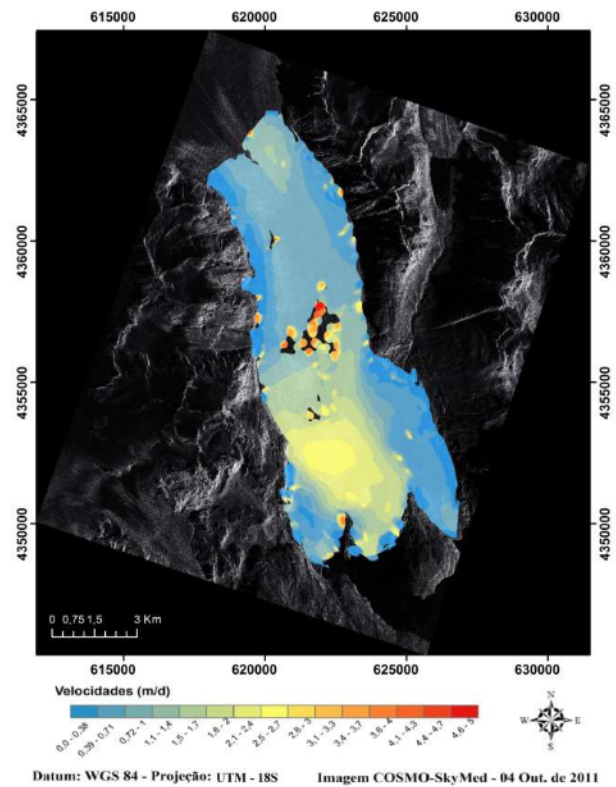 615000 620000 625000 630000
4365000 4365000
4360000 4360000
4355000 4355000
4350000 4350000
0 0,75 1,5 3 Km
615000 620000 625000 630000
Velocidades (m/d)
0,0-0,38 0,39-0,71 0,72-1 1,1-1,4 1,5-1,7 1,8-2 2,1-2,4 2,5-2,7 2,8-3 3,1-3,3 3,4-3,7 3,8-4 4,1-4,3 4,4-4,7 4,8-5
N
W E
S
Datum: WGS 84 - Projeção: UTM - 18S Imagem COSMO-SkyMed - 04 Out. de 2011